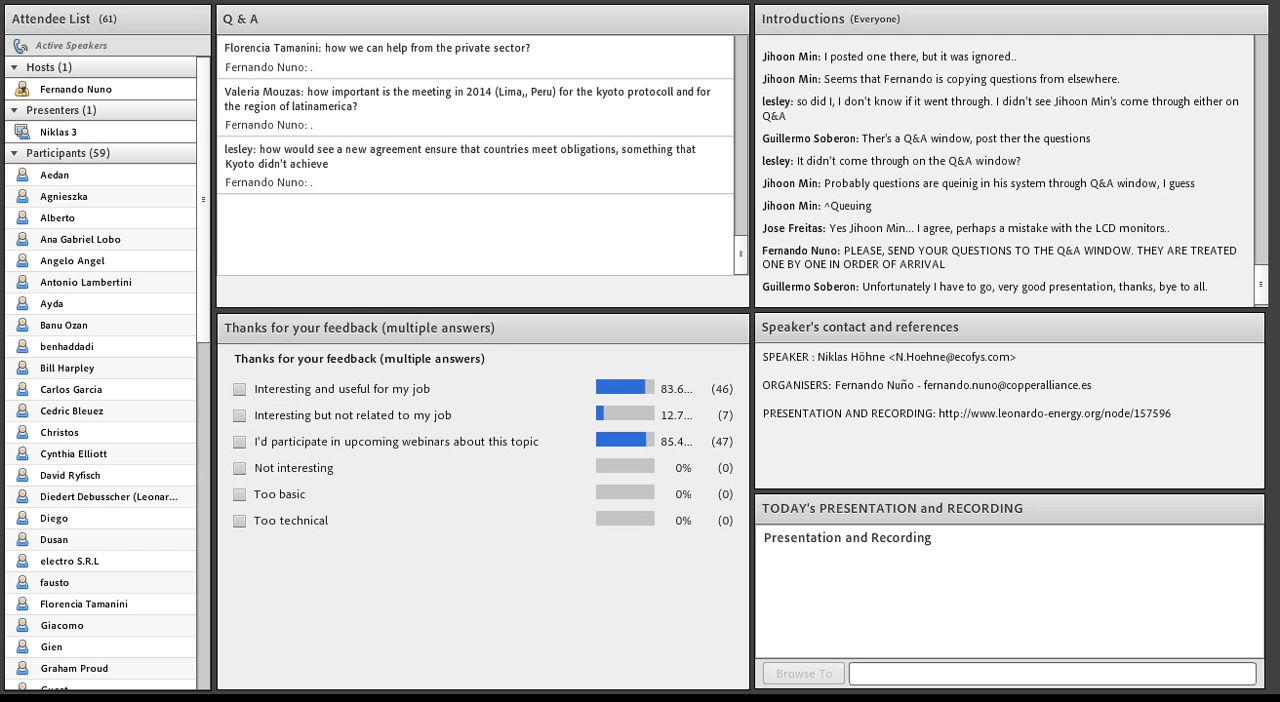 Attendee List (61)
Active Speakers
Hosts (1)
Fernando Nuno
Presenters (1)
Niklas 3
Participants (59)
Aedan
Agnieszka
Alberto
Ana Gabriel Lobo
Angelo Angel
Antonio Lambertini
Ayda
Banu Ozan
benhaddadi
Bill Harpley
Carlos Garcia
Cedric Bleuez
Christos
Cynthia Elliott
David Ryfisch
Diedert Debusscher (Leonar...
Diego
Dusan
electro S.R.L
fausto
Florencia Tamanini
Giacomo
Gien
Graham Proud
Q & A
Florencia Tamanini: how we can help from the private sector?
Fernando Nuno: .
Valeria Mouzas: how important is the meeting in 2014 (Lima,, Peru) for the kyoto protocoll and for
the region of latinamerica?
Fernando Nuno: .
lesley: how would see a new agreement ensure that countries meet obligations, something that
Kyoto didn't achieve
Fernando Nuno: .
Thanks for your feedback (multiple answers)
Thanks for your feedback (multiple answers)
Interesting and useful for my job 83.6... (46)
Interesting but not related to my job 12.7... (7)
I'd participate in upcoming webinars about this topic 85.4... (47)
Not interesting 0% (0)
Too basic 0% (0)
Too technical 0% (0)
Introductions (Everyone)
Jihoon Min: I posted one there, but it was ignored..
Jihoon Min: Seems that Fernando is copying questions from elsewhere.
lesley: so did I, I don't know if it went through. I didn't see Jihoon Min's come through either on
Q&A
Guillermo Soberon: Ther's a Q&A window, post ther the questions
lesley: It didn't come through on the Q&A window?
Jihoon Min: Probably questions are queinig in his system through Q&A window, I guess
Jihoon Min: ^Queuing
Jose Freitas: Yes Jihoon Min... I agree, perhaps a mistake with the LCD monitors..
Fernando Nuno: PLEASE, SEND YOUR QUESTIONS TO THE Q&A WINDOW. THEY ARE TREATED
ONE BY ONE IN ORDER OF ARRIVAL
Guillermo Soberon: Unfortunately I have to go, very good presentation, thanks, bye to all.
Speaker's contact and references
SPEAKER : Niklas Höhne <N.Hoehne@ecofys.com>
ORGANISERS: Fernando Nuño - fernando.nuno@copperalliance.es
PRESENTATION AND RECORDING: http://www.leonardo-energy.org/node/157596
TODAY's PRESENTATION and RECORDING
Presentation and Recording
Browse To